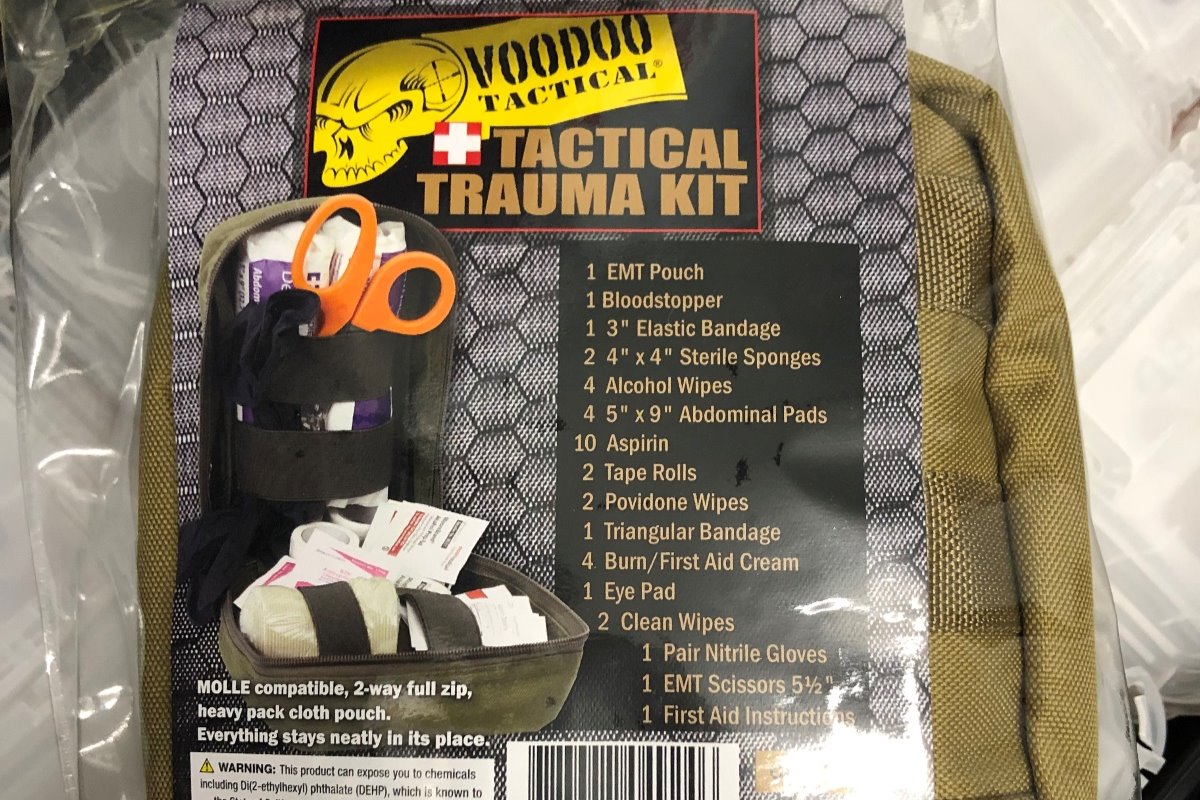 VOODOO
TACTICAL®
TACTICAL
TRAUMA KIT
1 EMT Pouch
1 Bloodstopper
1 3" Elastic Bandage
2 4" x 4" Sterile Sponges
4 Alcohol Wipes
4 5" x 9" Abdominal Pads
10 Aspirin
2 Tape Rolls
2 Povidone Wipes
1 Triangular Bandage
4 Burn/First Aid Cream
1 Eye Pad
2 Clean Wipes
1 Pair Nitrile Gloves
1 EMT Scissors 5½"
1 First Aid Instructions
MOLLE compatible, 2-way full zip,
heavy pack cloth pouch.
Everything stays neatly in its place.
WARNING: This product can expose you to chemicals
including Di(2-ethylhexyl) phthalate (DEHP), which is known to